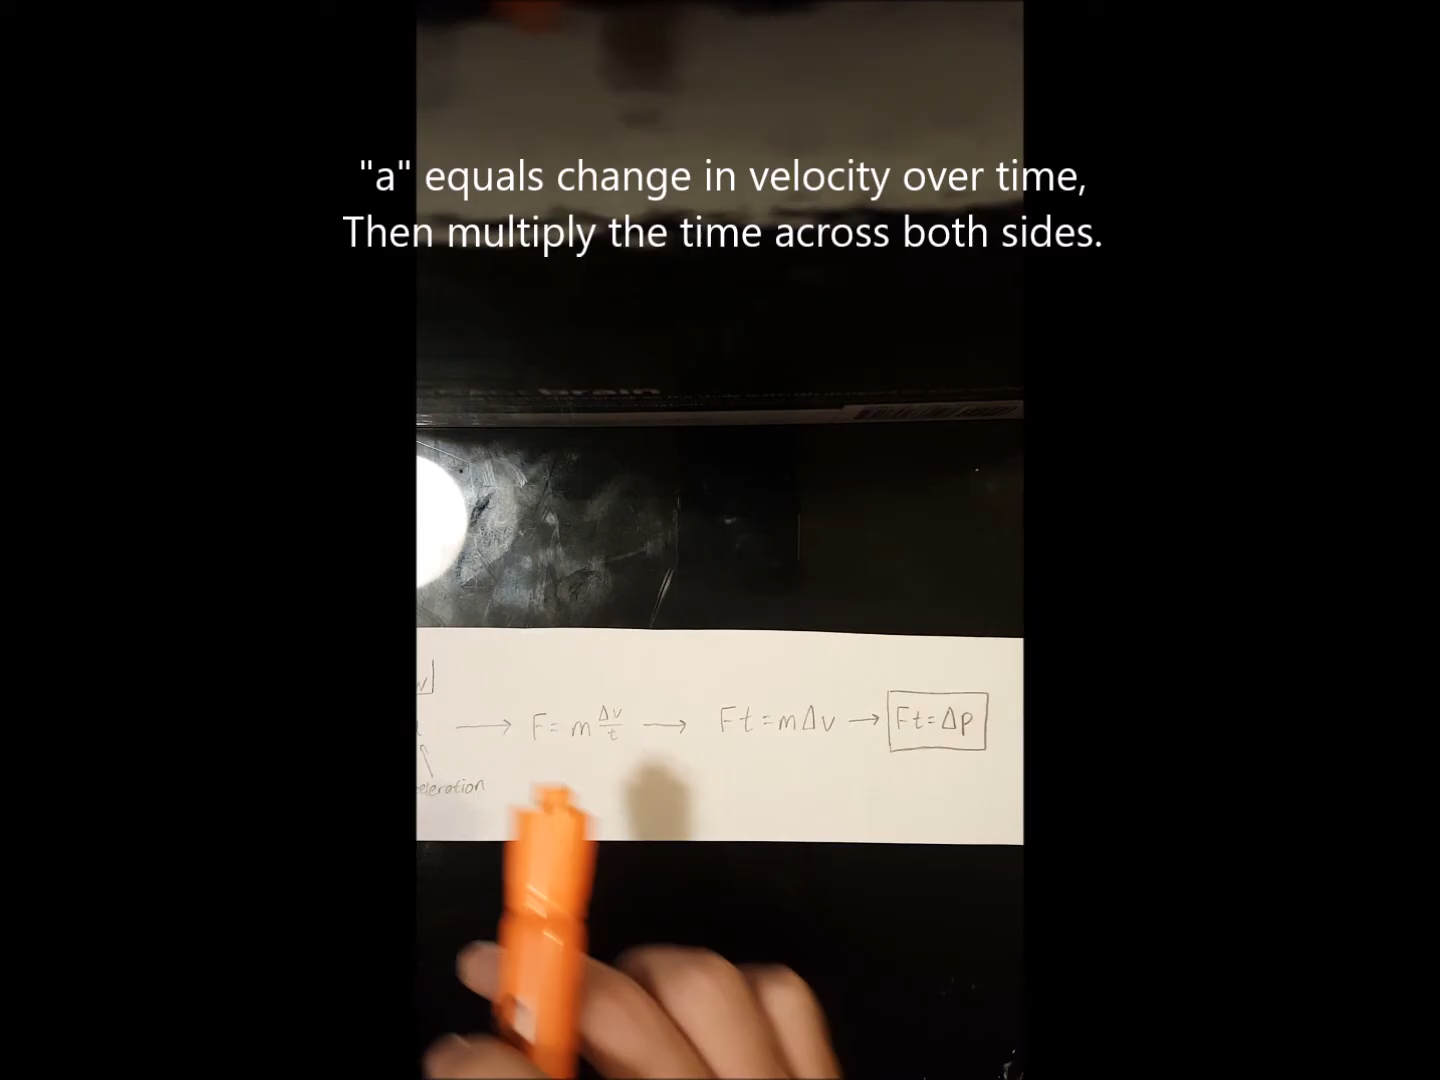 "a" equals change in velocity over time,
Then multiply the time across both sides.
brain
F = m Δv/t → Ft = mΔv → Ft = Δp
eleration